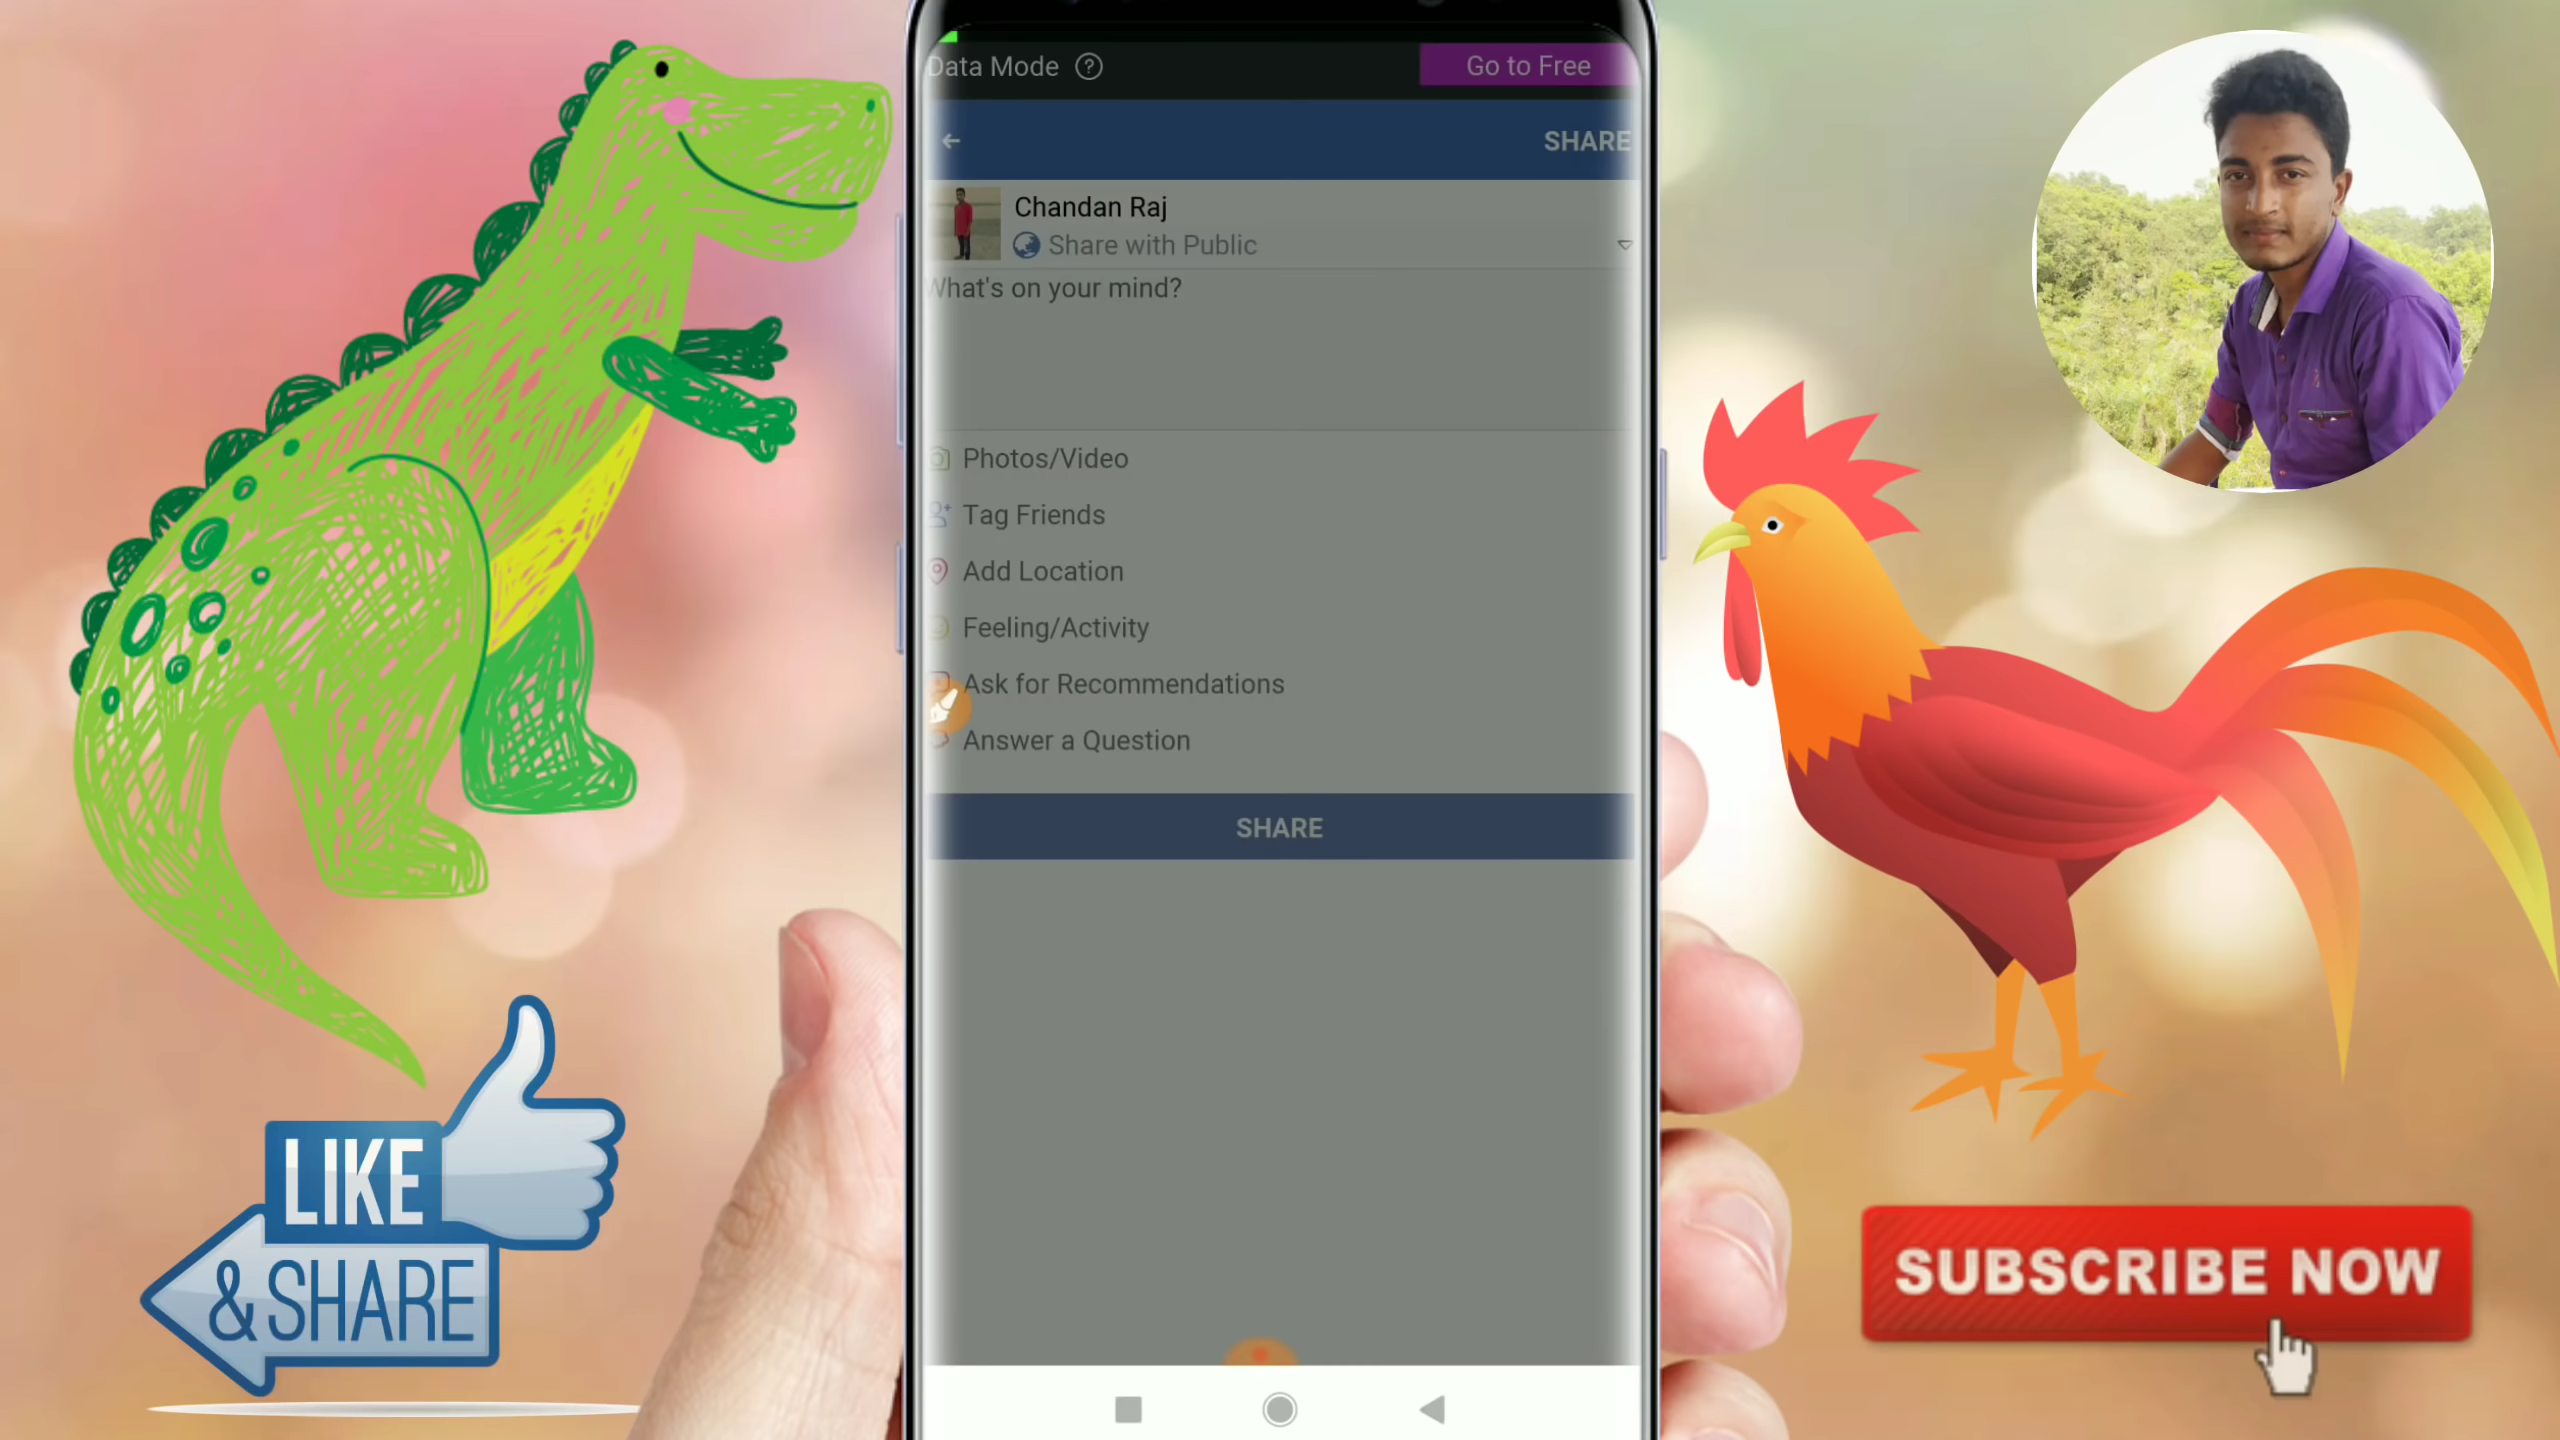 Data Mode ?
Go to Free
SHARE
Chandan Raj
Share with Public
What's on your mind?
Photos/Video
Tag Friends
Add Location
Feeling/Activity
Ask for Recommendations
Answer a Question
SHARE
LIKE
& SHARE
SUBSCRIBE NOW